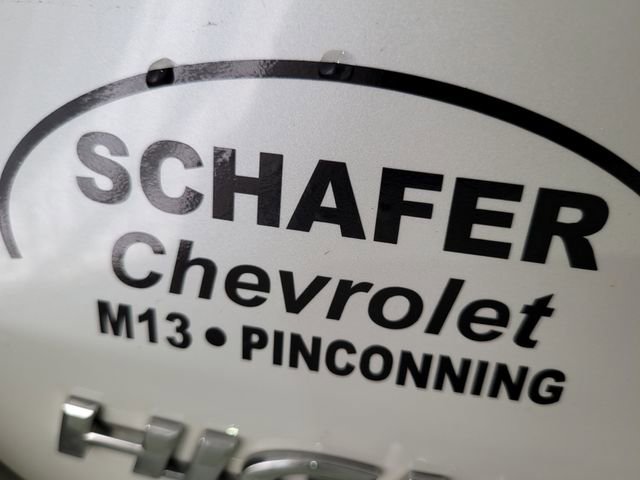 SCHAFER
Chevrolet
M13 • PINCONNING